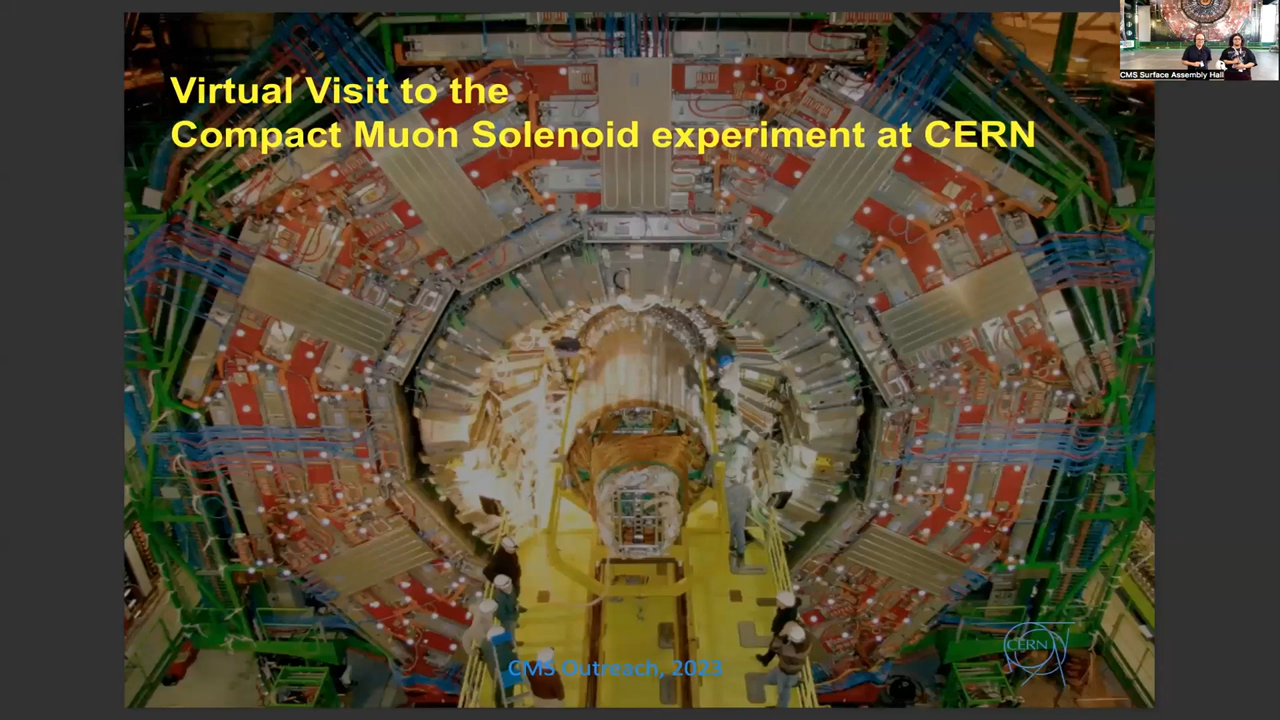 Virtual Visit to the
Compact Muon Solenoid experiment at CERN
CMS Surface Assembly Hall
CERN
CMS Outreach, 2023